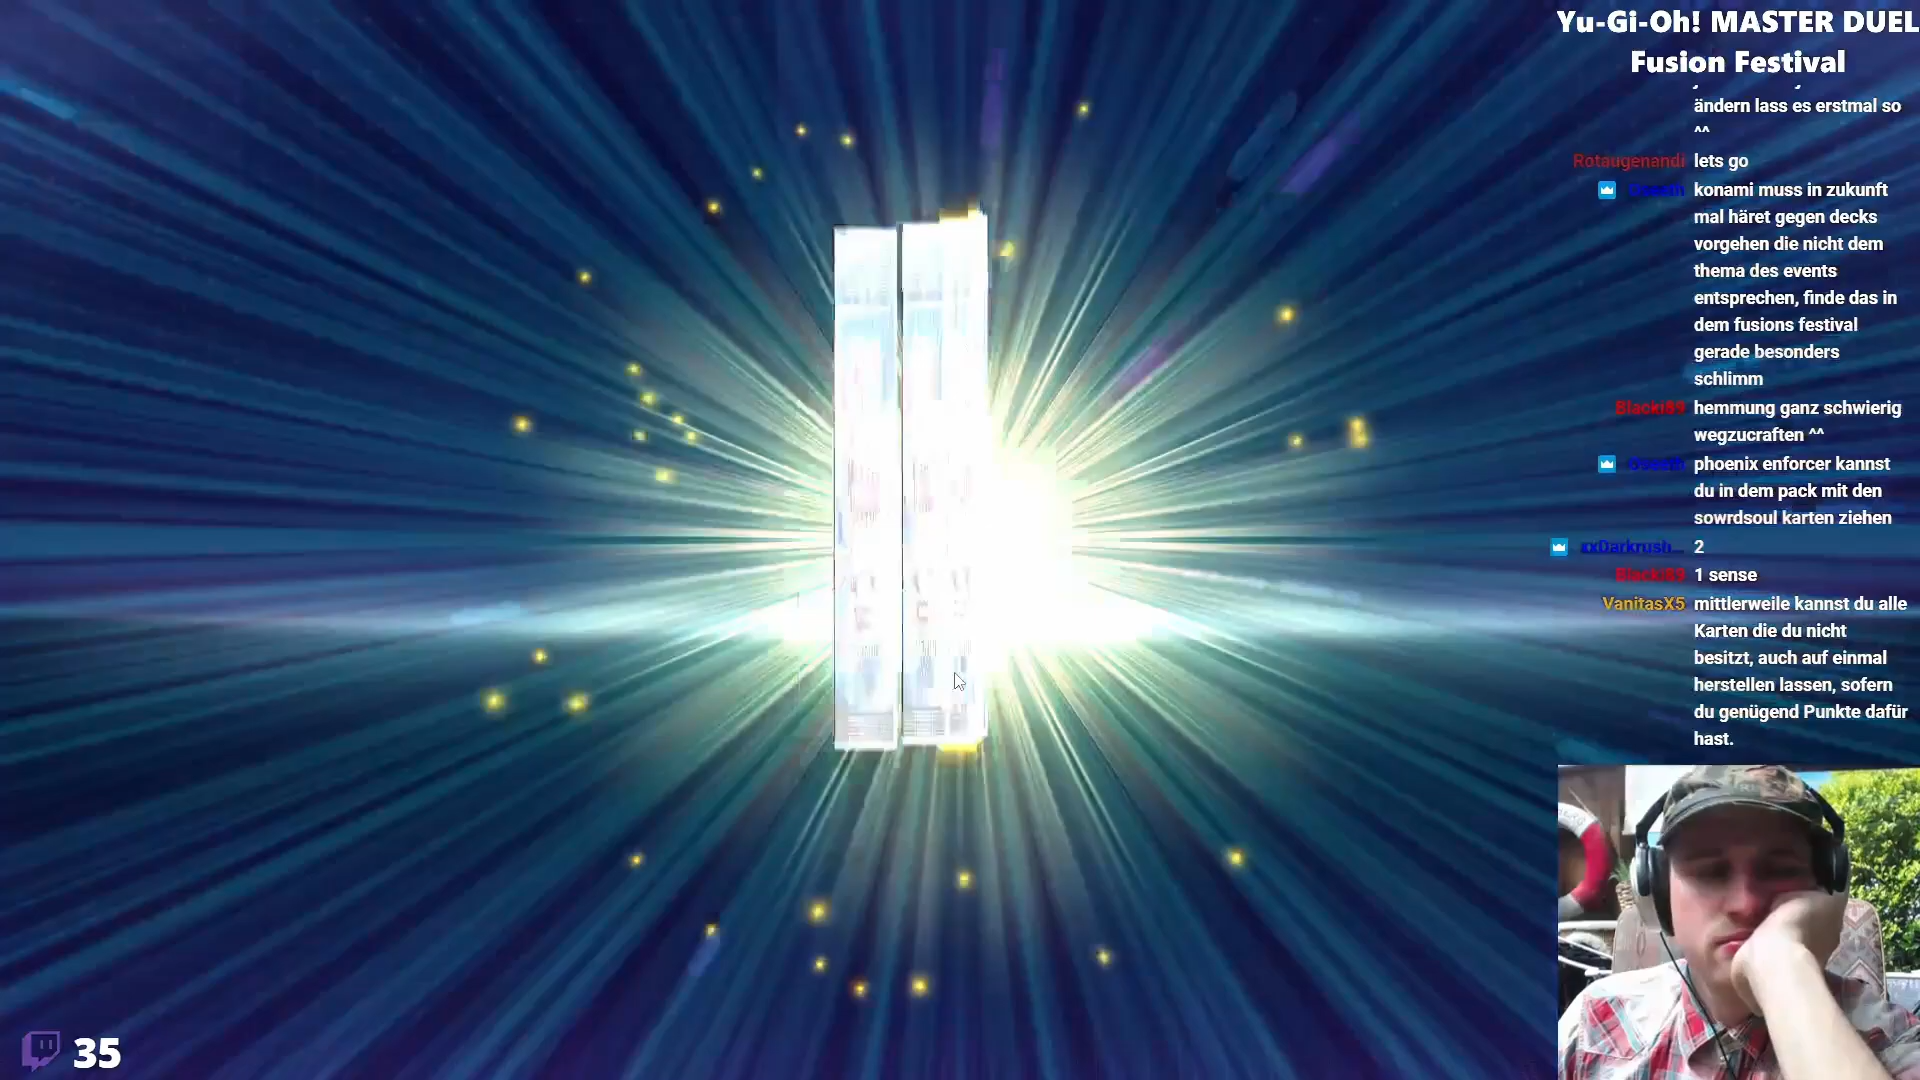 Yu-Gi-Oh! MASTER DUEL
Fusion Festival
ändern lass es erstmal so
^^
Rotaugenandi lets go
konami muss in zukunft
mal häret gegen decks
vorgehen die nicht dem
thema des events
entsprechen, finde das in
dem fusions festival
gerade besonders
schlimm
Blacki89 hemmung ganz schwierig
wegzucraften ^^
phoenix enforcer kannst
du in dem pack mit den
sowrdsoul karten ziehen
xxDarkrush... 2
Blacki89 1 sense
VanitasX5 mittlerweile kannst du alle
Karten die du nicht
besitzt, auch auf einmal
herstellen lassen, sofern
du genügend Punkte dafür
hast.
35